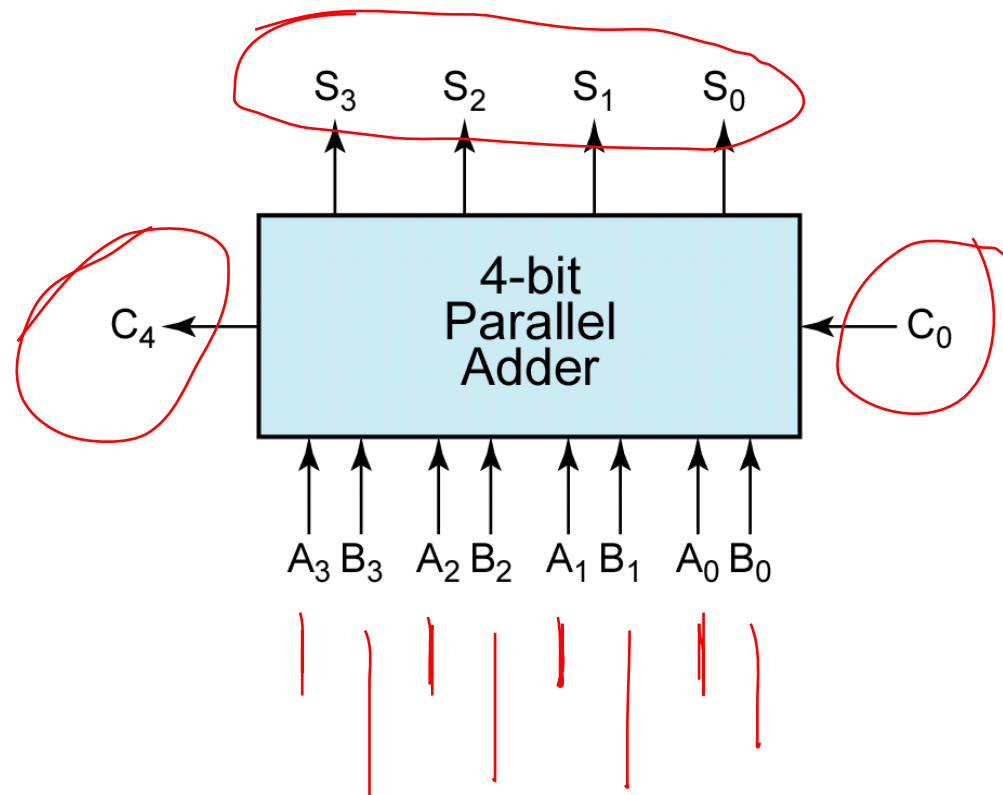 S₃ S₂ S₁ S₀
4-bit
Parallel
Adder
C₄ C₀
A₃ B₃ A₂ B₂ A₁ B₁ A₀ B₀